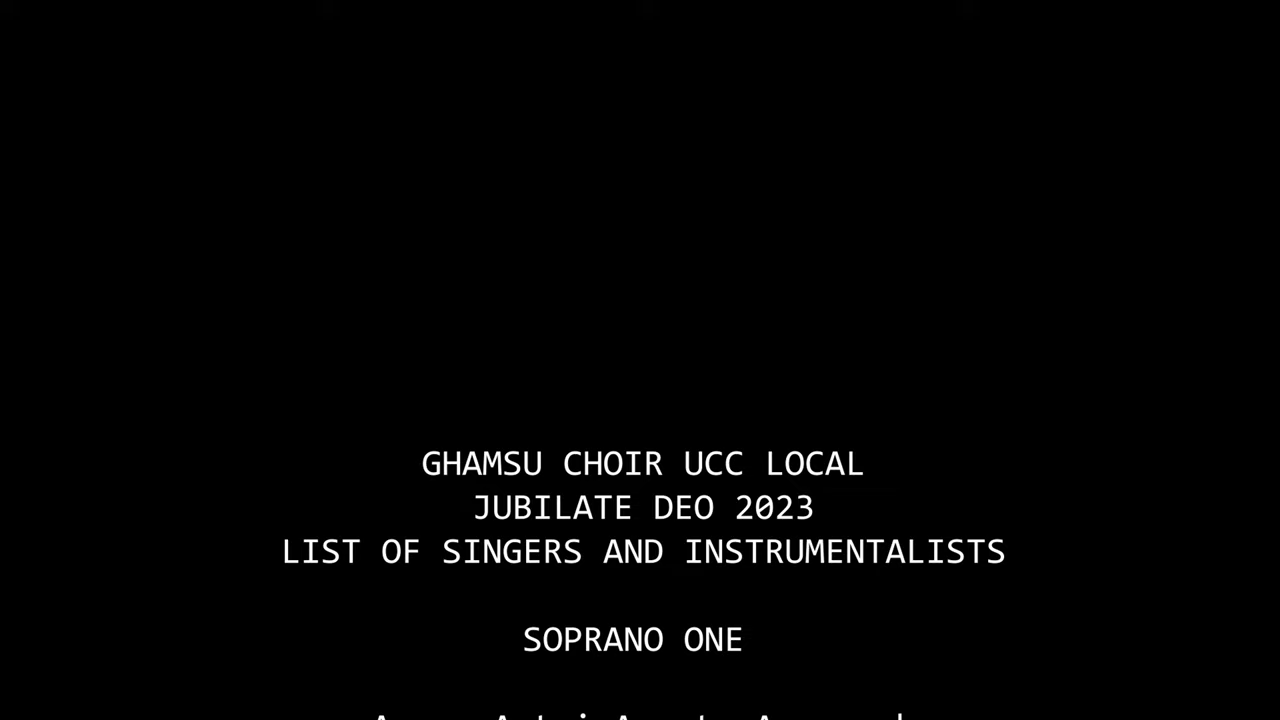 GHAMSU CHOIR UCC LOCAL
JUBILATE DEO 2023
LIST OF SINGERS AND INSTRUMENTALISTS
SOPRANO ONE